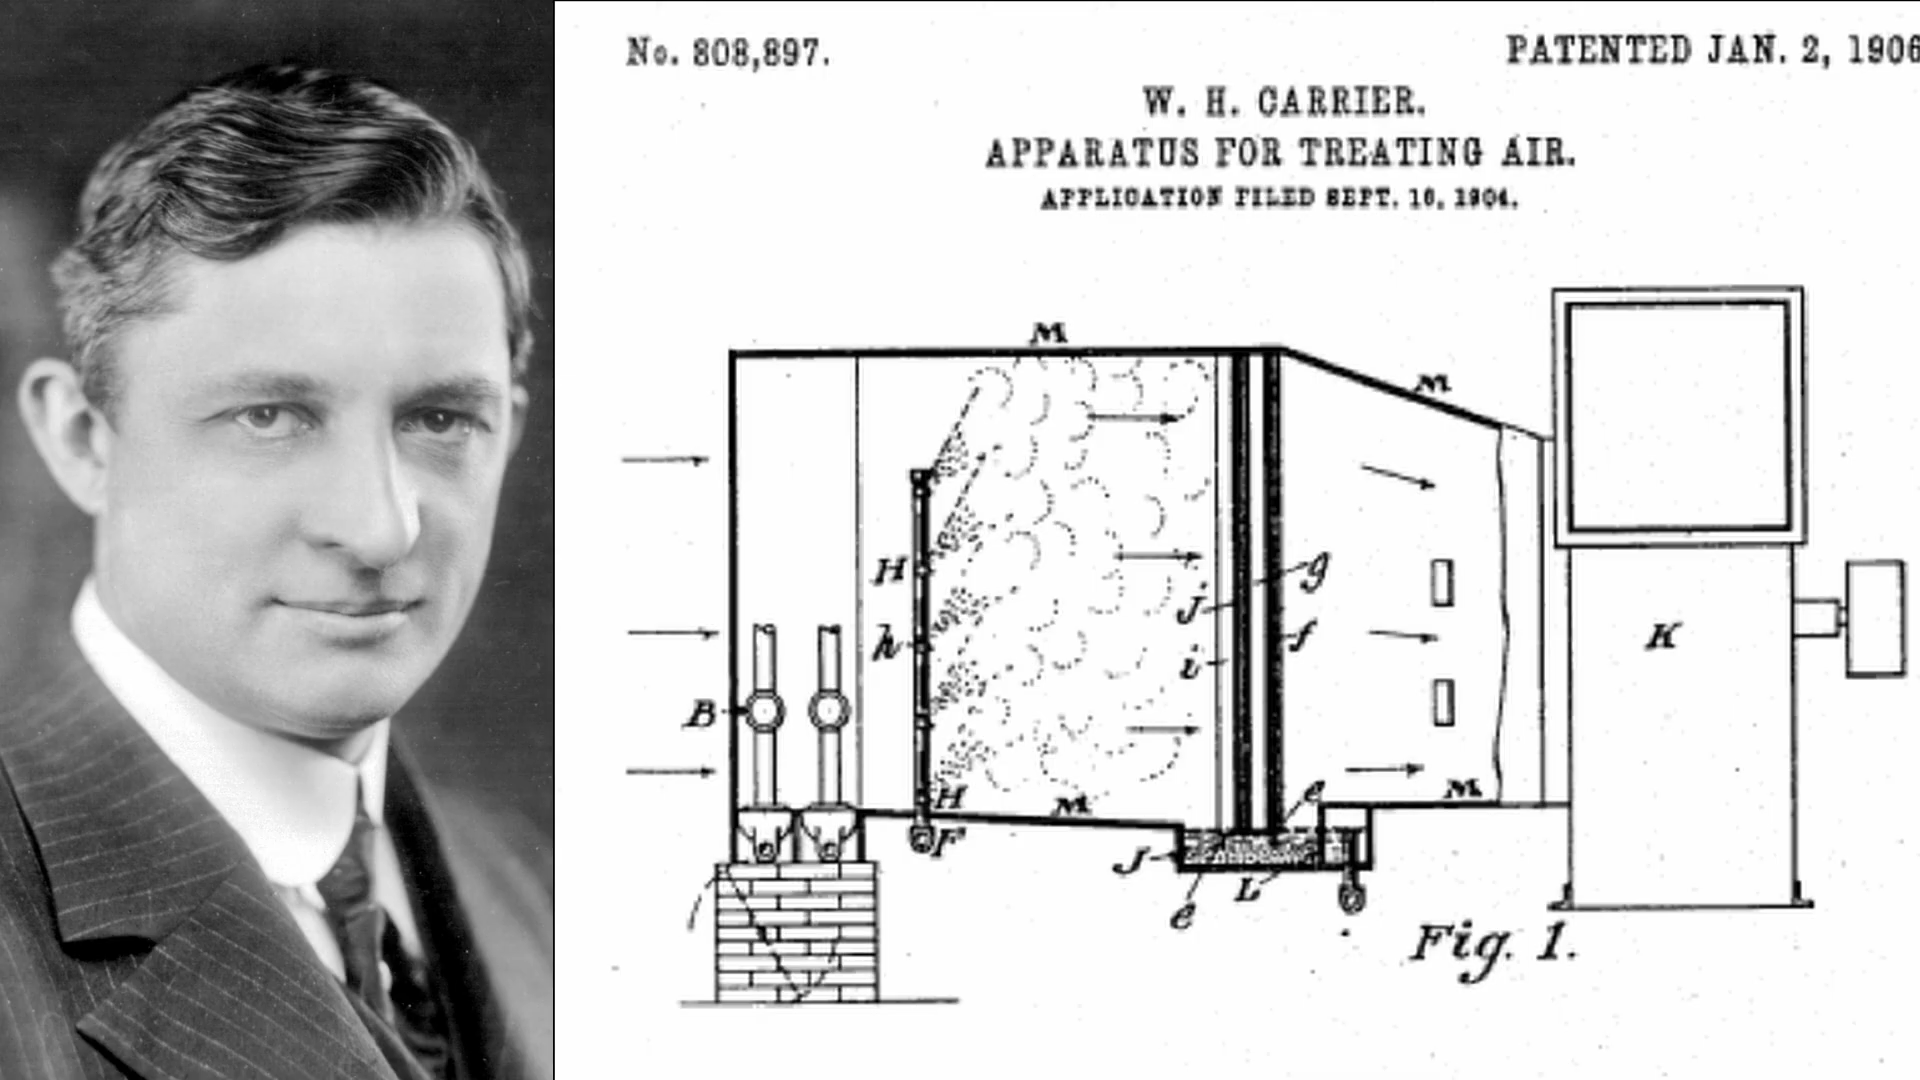 No. 808,897.
PATENTED JAN. 2, 1906
W. H. CARRIER.
APPARATUS FOR TREATING AIR.
APPLICATION FILED SEPT. 16, 1904.
M
M
H
g
j
f
h
i
K
B
H
M
e
M
F
J
L
e
Fig. 1.